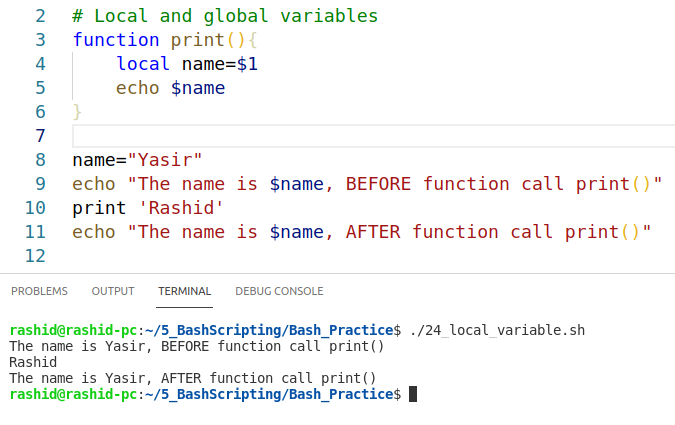 2 # Local and global variables
3 function print(){
4 local name=$1
5 echo $name
6 }
7
8 name="Yasir"
9 echo "The name is $name, BEFORE function call print()"
10 print 'Rashid'
11 echo "The name is $name, AFTER function call print()"
12
PROBLEMS OUTPUT TERMINAL DEBUG CONSOLE
rashid@rashid-pc:~/5_BashScripting/Bash_Practice$ ./24_local_variable.sh
The name is Yasir, BEFORE function call print()
Rashid
The name is Yasir, AFTER function call print()
rashid@rashid-pc:~/5_BashScripting/Bash_Practice$